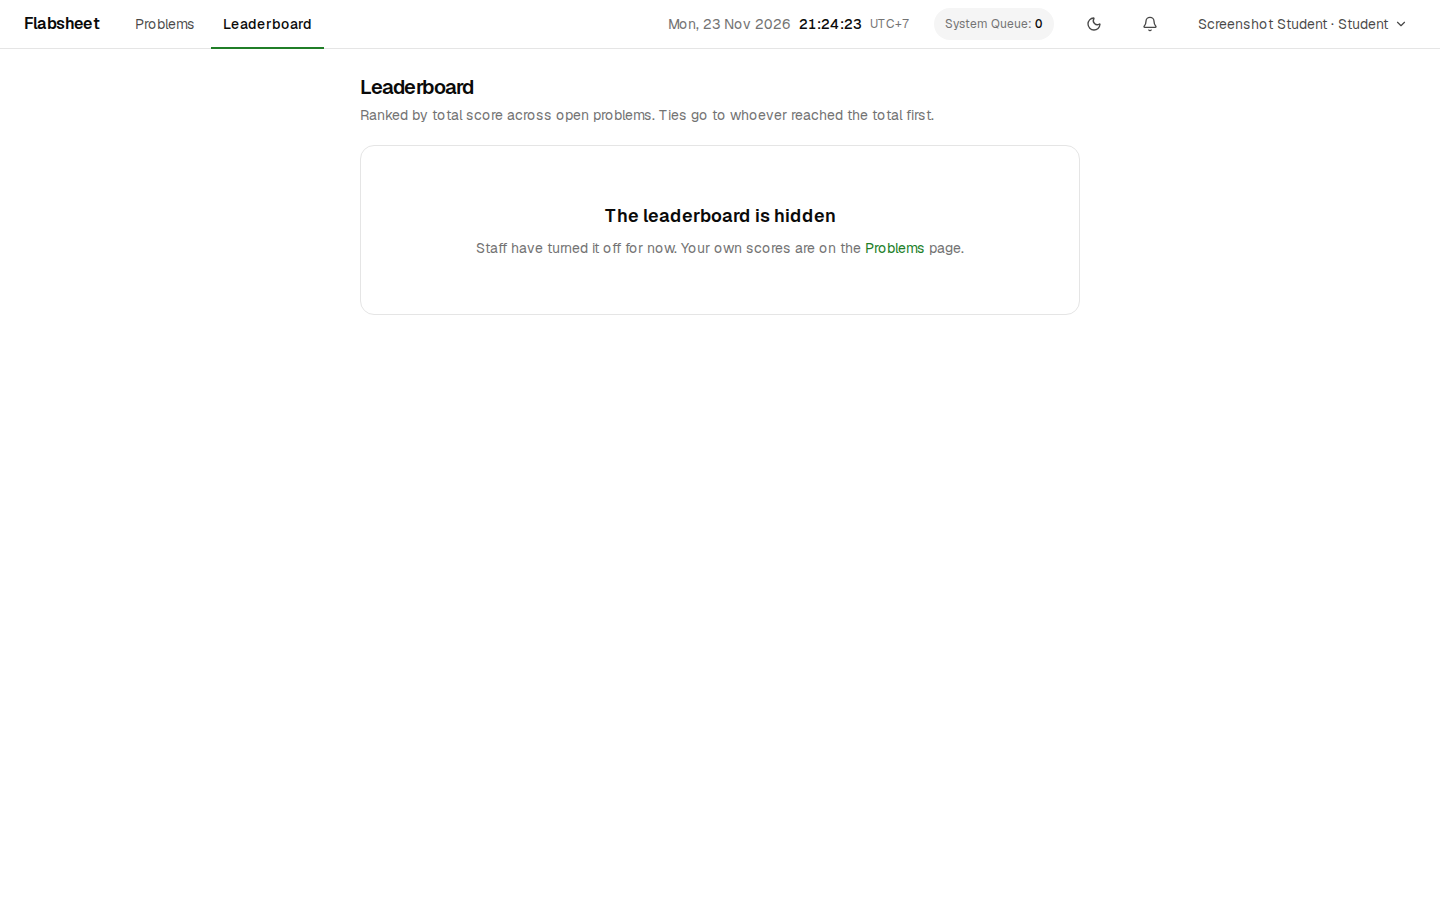 Flabsheet
Problems
Leaderboard
Mon, 23 Nov 2026 21:24:23 UTC+7
System Queue: 0
Screenshot Student · Student
Leaderboard
Ranked by total score across open problems. Ties go to whoever reached the total first.
The leaderboard is hidden
Staff have turned it off for now. Your own scores are on the Problems page.